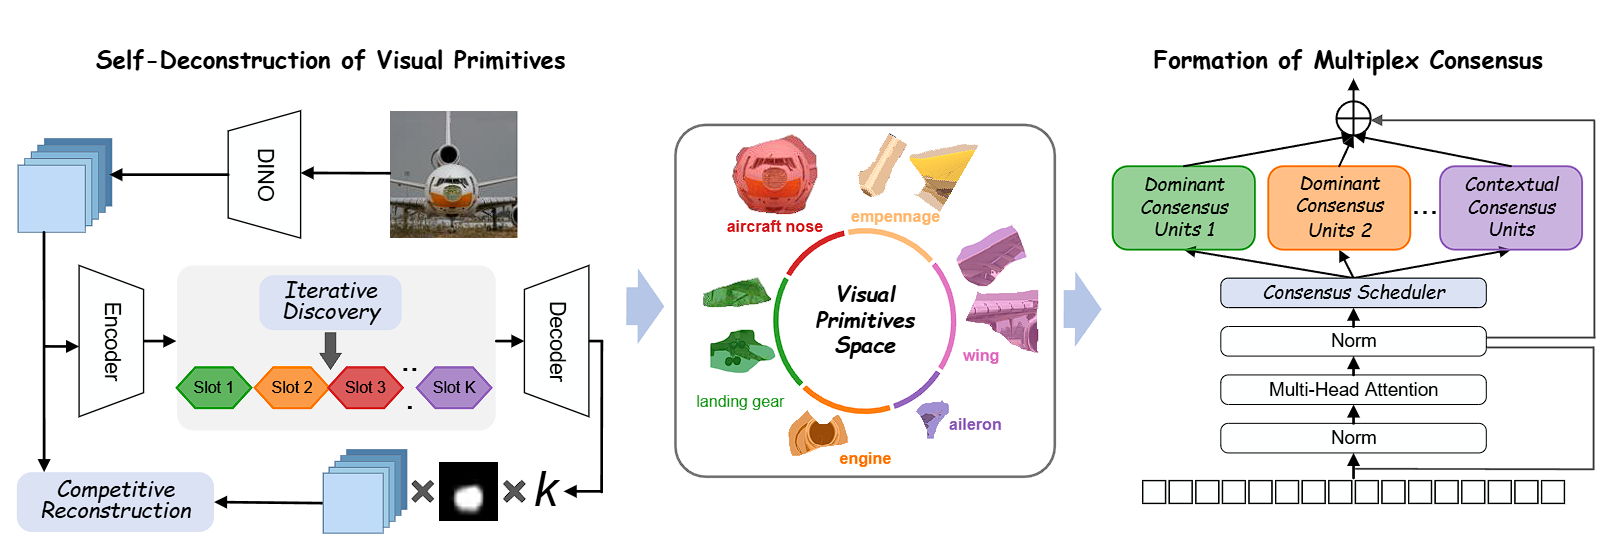 Self-Deconstruction of Visual Primitives
DINO
Encoder
Iterative
Discovery
Slot 1
Slot 2
Slot 3
Slot K
Decoder
Competitive
Reconstruction
k
aircraft nose
empennage
Visual
Primitives
Space
wing
landing gear
aileron
engine
Formation of Multiplex Consensus
Dominant
Consensus
Units 1
Dominant
Consensus
Units 2
...
Contextual
Consensus
Units
Consensus Scheduler
Norm
Multi-Head Attention
Norm